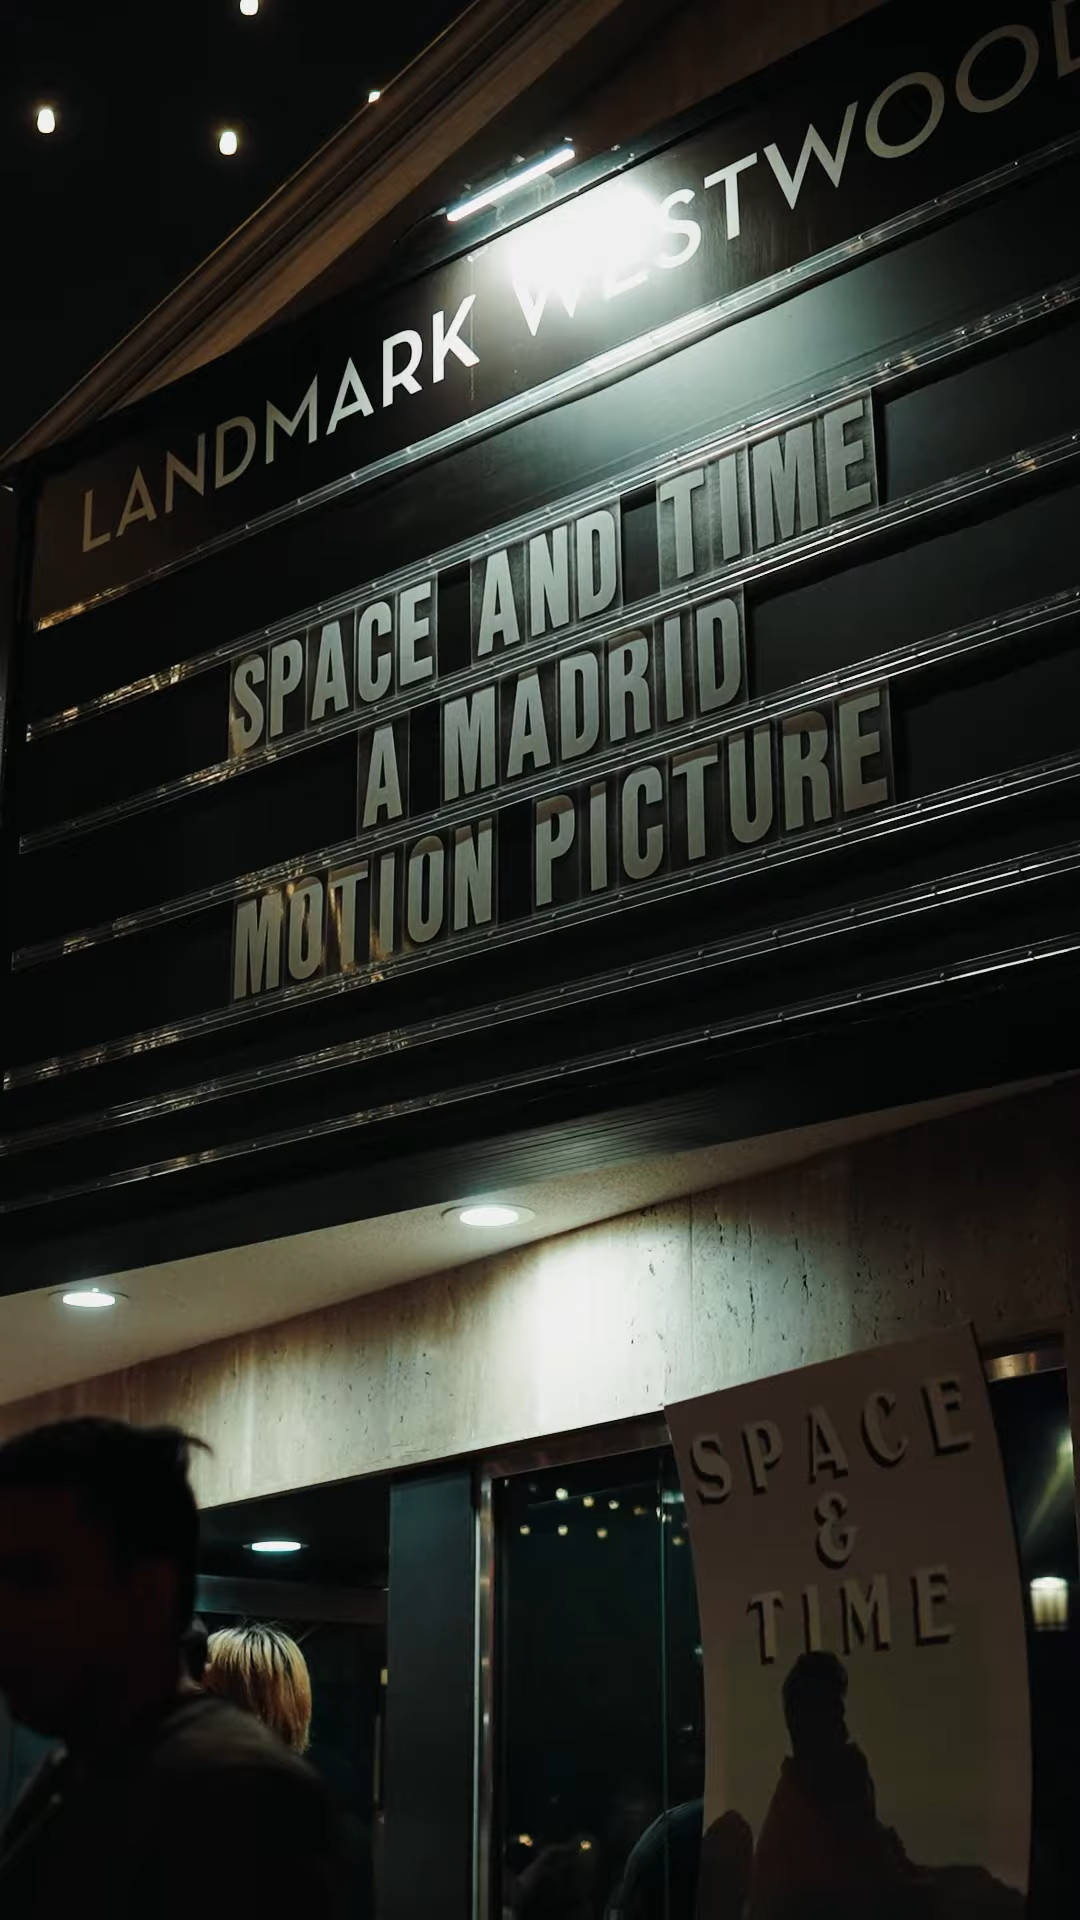 LANDMARK WESTWOOD
SPACE AND TIME
A MADRID
MOTION PICTURE
SPACE
&
TIME